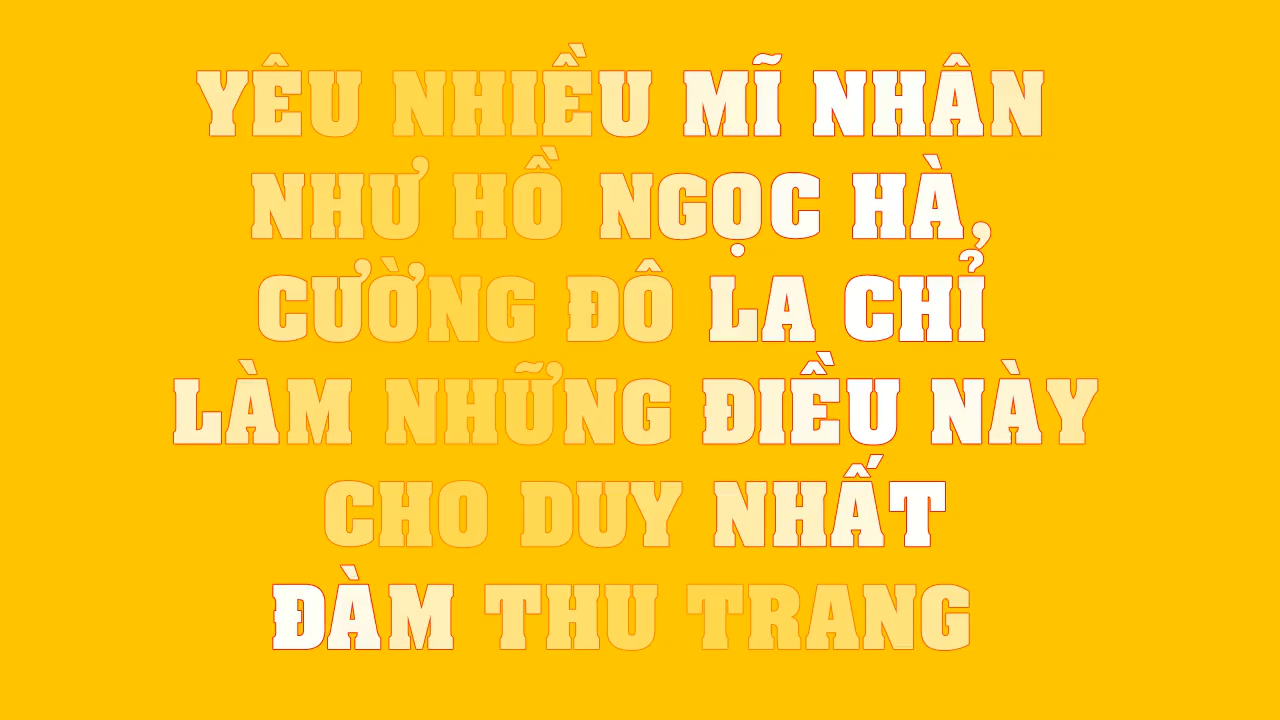 YÊU NHIỀU MĨ NHÂN
NHƯ HỒ NGỌC HÀ,
CƯỜNG ĐÔ LA CHỈ
LÀM NHỮNG ĐIỀU NÀY
CHO DUY NHẤT
ĐÀM THU TRANG